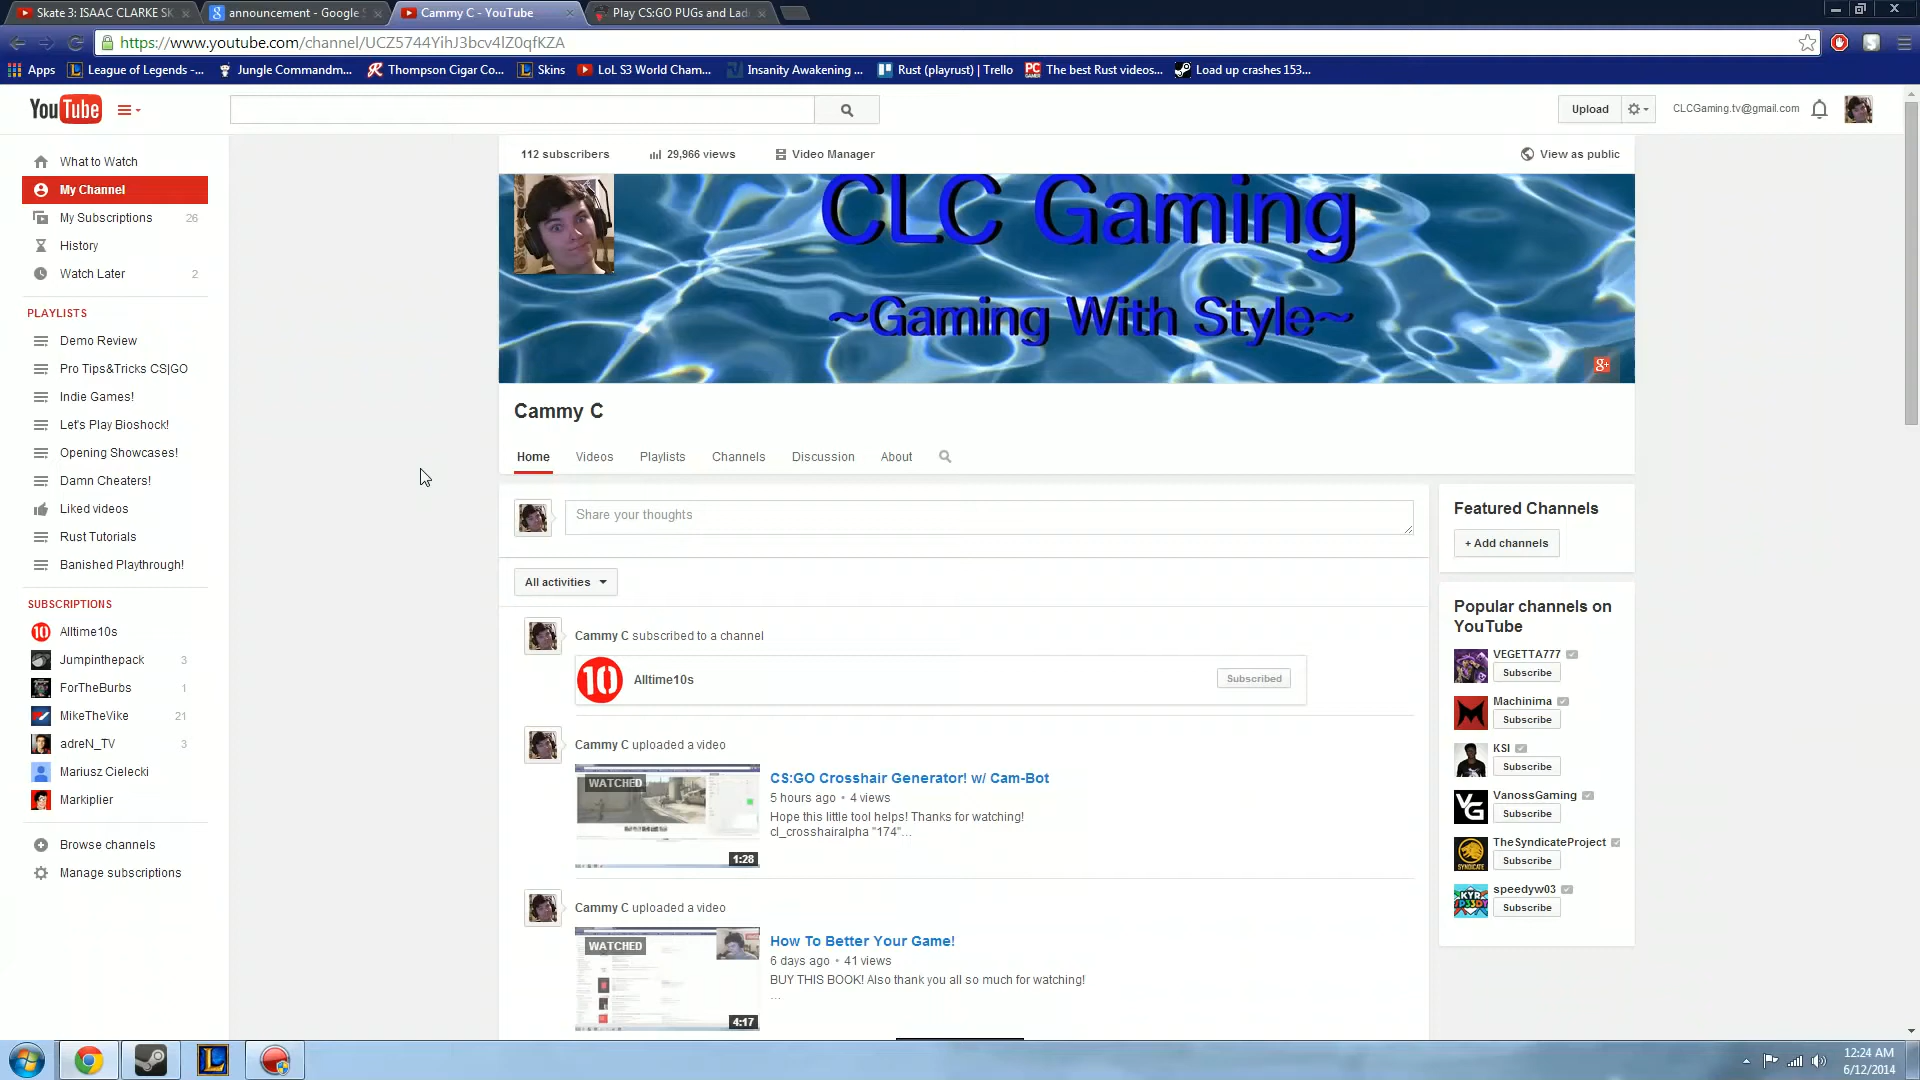 Skate 3: ISAAC CLARKE SK
announcement - Google S
Cammy C - YouTube
Play CS:GO PUGs and Lad
https://www.youtube.com/channel/UCZ5744YihJ3bcv4lZ0qfKZA
Apps
League of Legends -...
Jungle Commandm...
Thompson Cigar Co...
Skins
LoL S3 World Cham...
Insanity Awakening ...
Rust (playrust) | Trello
The best Rust videos...
Load up crashes 153...
YouTube
Upload
CLCGaming.tv@gmail.com
What to Watch
My Channel
My Subscriptions 26
History
Watch Later 2
PLAYLISTS
Demo Review
Pro Tips&Tricks CS|GO
Indie Games!
Let's Play Bioshock!
Opening Showcases!
Damn Cheaters!
Liked videos
Rust Tutorials
Banished Playthrough!
SUBSCRIPTIONS
Alltime10s
Jumpinthepack 3
ForTheBurbs 1
MikeTheVike 21
adreN_TV 3
Mariusz Cielecki
Markiplier
Browse channels
Manage subscriptions
112 subscribers
29,966 views
Video Manager
View as public
CLC Gaming
~Gaming With Style~
Cammy C
Home
Videos
Playlists
Channels
Discussion
About
Share your thoughts
All activities
Cammy C subscribed to a channel
10
Alltime10s
Subscribed
Cammy C uploaded a video
WATCHED
1:28
CS:GO Crosshair Generator! w/ Cam-Bot
5 hours ago • 4 views
Hope this little tool helps! Thanks for watching!
cl_crosshairalpha "174"...
Cammy C uploaded a video
WATCHED
4:17
How To Better Your Game!
6 days ago • 41 views
BUY THIS BOOK! Also thank you all so much for watching!
...
Featured Channels
+ Add channels
Popular channels on
YouTube
VEGETTA777
Subscribe
Machinima
Subscribe
KSI
Subscribe
VanossGaming
Subscribe
TheSyndicateProject
Subscribe
speedyw03
Subscribe
12:24 AM
6/12/2014